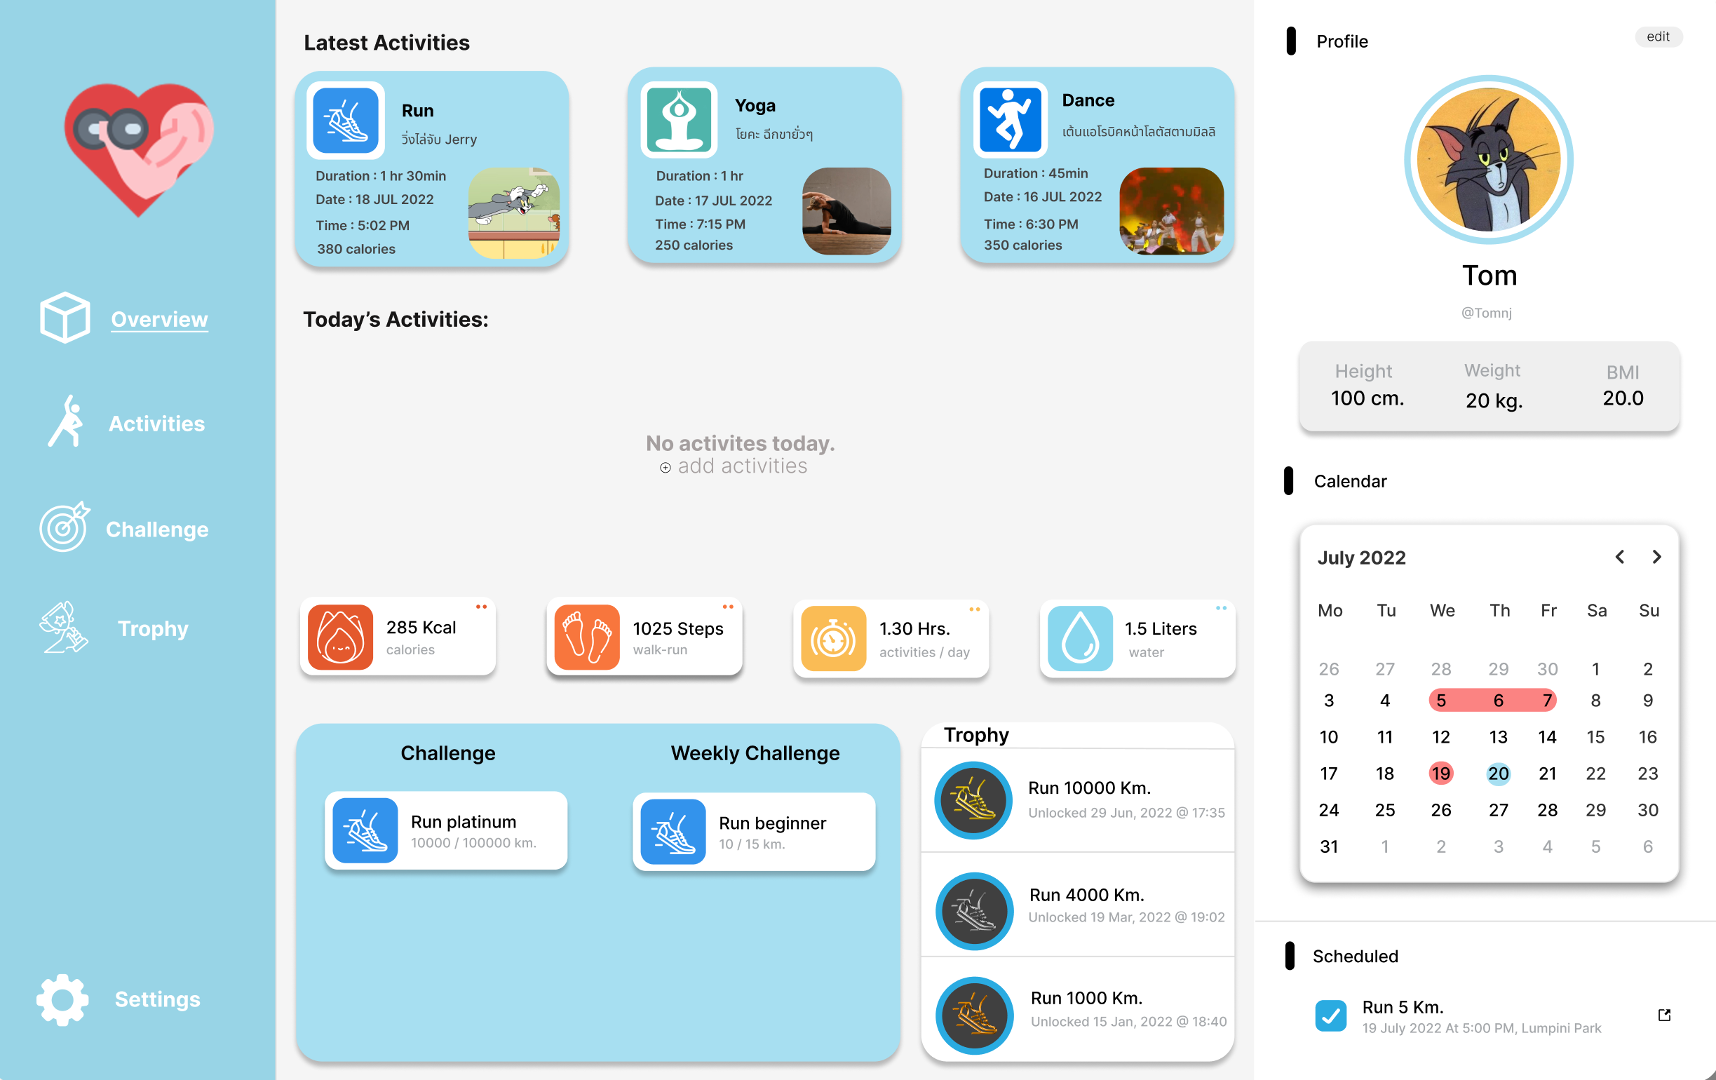 Overview
Activities
Challenge
Trophy
Settings
Latest Activities
Run
วิ่งไล่จับ Jerry
Duration : 1 hr 30min
Date : 18 JUL 2022
Time : 5:02 PM
380 calories
Yoga
โยคะ ฉีกขายั่วๆ
Duration : 1 hr
Date : 17 JUL 2022
Time : 7:15 PM
250 calories
Dance
เต้นแอโรบิคหน้าโลตัสตามมิลลิ
Duration : 45min
Date : 16 JUL 2022
Time : 6:30 PM
350 calories
Today’s Activities:
No activites today.
add activities
285 Kcal
calories
1025 Steps
walk-run
1.30 Hrs.
activities / day
1.5 Liters
water
Challenge
Run platinum
10000 / 100000 km.
Weekly Challenge
Run beginner
10 / 15 km.
Trophy
Run 10000 Km.
Unlocked 29 Jun, 2022 @ 17:35
Run 4000 Km.
Unlocked 19 Mar, 2022 @ 19:02
Run 1000 Km.
Unlocked 15 Jan, 2022 @ 18:40
Profile
edit
Tom
@Tomnj
Height Weight BMI
100 cm. 20 kg. 20.0
Calendar
July 2022
Mo Tu We Th Fr Sa Su
26 27 28 29 30 1 2
3 4 5 6 7 8 9
10 11 12 13 14 15 16
17 18 19 20 21 22 23
24 25 26 27 28 29 30
31 1 2 3 4 5 6
Scheduled
Run 5 Km.
19 July 2022 At 5:00 PM, Lumpini Park